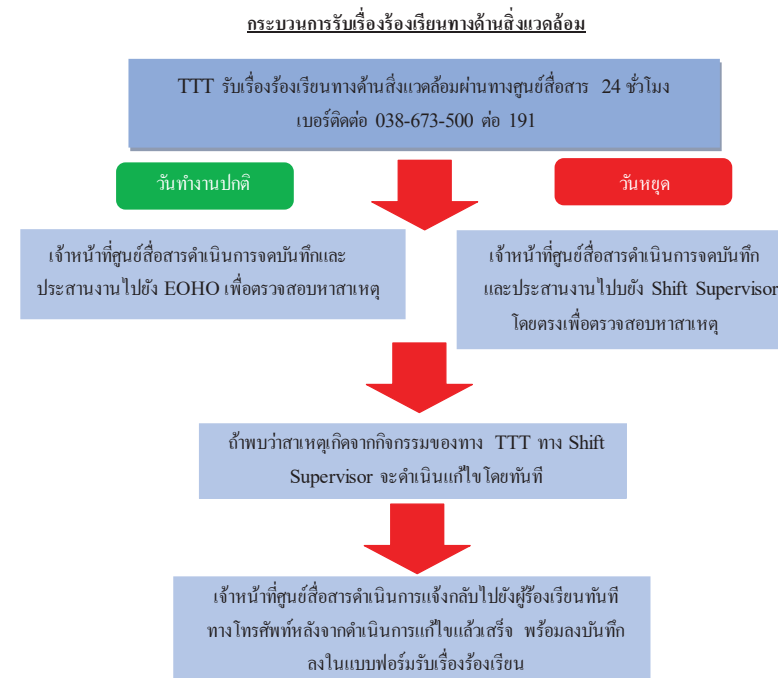 กระบวนการรับเรื่องร้องเรียนทางด้านสิ่งแวดล้อม
TTT รับเรื่องร้องเรียนทางด้านสิ่งแวดล้อมผ่านทางศูนย์สื่อสาร 24 ชั่วโมง
เบอร์ติดต่อ 038-673-500 ต่อ 191
วันทำงานปกติ
วันหยุด
เจ้าหน้าที่ศูนย์สื่อสารดำเนินการจดบันทึกและ
ประสานงานไปยัง EOHO เพื่อตรวจสอบหาสาเหตุ
เจ้าหน้าที่ศูนย์สื่อสารดำเนินการจดบันทึก
และประสานงานไปบยัง Shift Supervisor
โดยตรงเพื่อตรวจสอบหาสาเหตุ
ถ้าพบว่าสาเหตุเกิดจากกิจกรรมของทาง TTT ทาง Shift
Supervisor จะดำเนินแก้ไขโดยทันที
เจ้าหน้าที่ศูนย์สื่อสารดำเนินการแจ้งกลับไปยังผู้ร้องเรียนทันที
ทางโทรศัพท์หลังจากดำเนินการแก้ไขแล้วเสร็จ พร้อมลงบันทึก
ลงในแบบฟอร์มรับเรื่องร้องเรียน